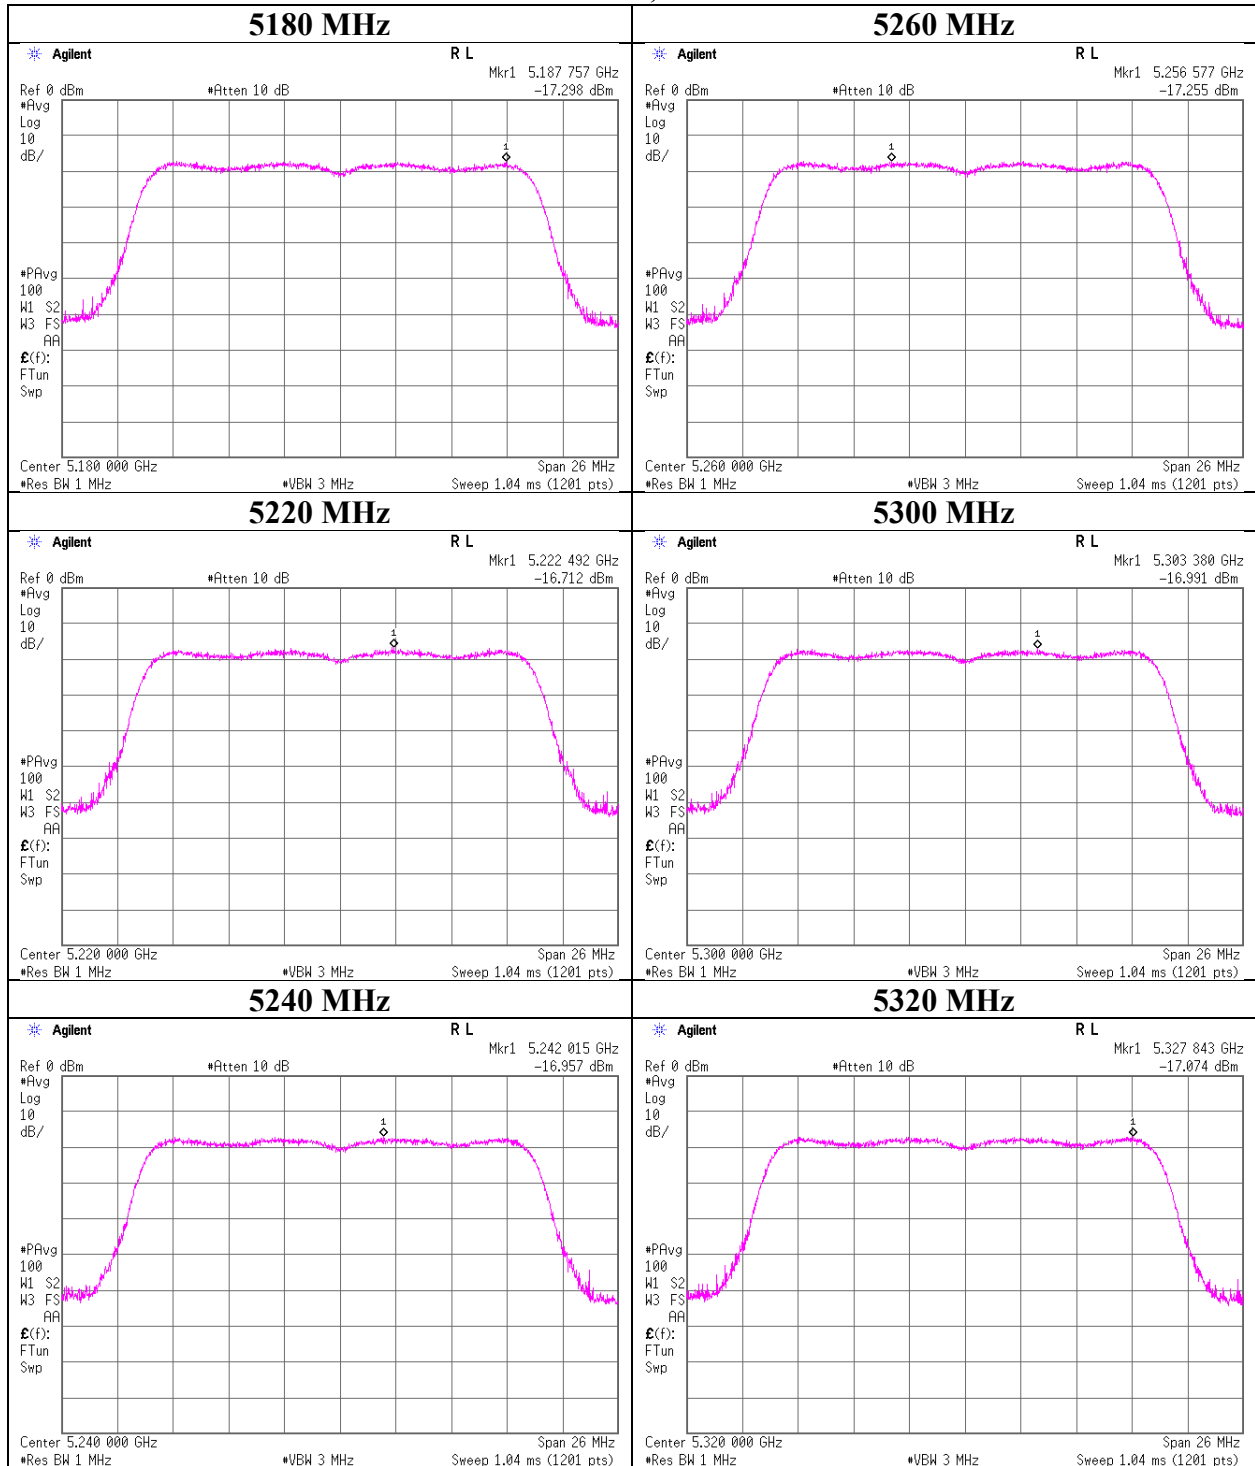 5180 MHz
Agilent R L
Mkr1 5.187 757 GHz
Ref 0 dBm #Atten 10 dB -17.298 dBm
#Avg
Log
10
dB/
1
#PAvg
100
W1 S2
W3 FS
AA
£(f):
FTun
Swp
Center 5.180 000 GHz Span 26 MHz
#Res BW 1 MHz #VBW 3 MHz Sweep 1.04 ms (1201 pts)
5260 MHz
Agilent R L
Mkr1 5.256 577 GHz
Ref 0 dBm #Atten 10 dB -17.255 dBm
#Avg
Log
10
dB/
1
#PAvg
100
W1 S2
W3 FS
AA
£(f):
FTun
Swp
Center 5.260 000 GHz Span 26 MHz
#Res BW 1 MHz #VBW 3 MHz Sweep 1.04 ms (1201 pts)
5220 MHz
Agilent R L
Mkr1 5.222 492 GHz
Ref 0 dBm #Atten 10 dB -16.712 dBm
#Avg
Log
10
dB/
1
#PAvg
100
W1 S2
W3 FS
AA
£(f):
FTun
Swp
Center 5.220 000 GHz Span 26 MHz
#Res BW 1 MHz #VBW 3 MHz Sweep 1.04 ms (1201 pts)
5300 MHz
Agilent R L
Mkr1 5.303 380 GHz
Ref 0 dBm #Atten 10 dB -16.991 dBm
#Avg
Log
10
dB/
1
#PAvg
100
W1 S2
W3 FS
AA
£(f):
FTun
Swp
Center 5.300 000 GHz Span 26 MHz
#Res BW 1 MHz #VBW 3 MHz Sweep 1.04 ms (1201 pts)
5240 MHz
Agilent R L
Mkr1 5.242 015 GHz
Ref 0 dBm #Atten 10 dB -16.957 dBm
#Avg
Log
10
dB/
1
#PAvg
100
W1 S2
W3 FS
AA
£(f):
FTun
Swp
Center 5.240 000 GHz Span 26 MHz
#Res BW 1 MHz #VBW 3 MHz Sweep 1.04 ms (1201 pts)
5320 MHz
Agilent R L
Mkr1 5.327 843 GHz
Ref 0 dBm #Atten 10 dB -17.074 dBm
#Avg
Log
10
dB/
1
#PAvg
100
W1 S2
W3 FS
AA
£(f):
FTun
Swp
Center 5.320 000 GHz Span 26 MHz
#Res BW 1 MHz #VBW 3 MHz Sweep 1.04 ms (1201 pts)